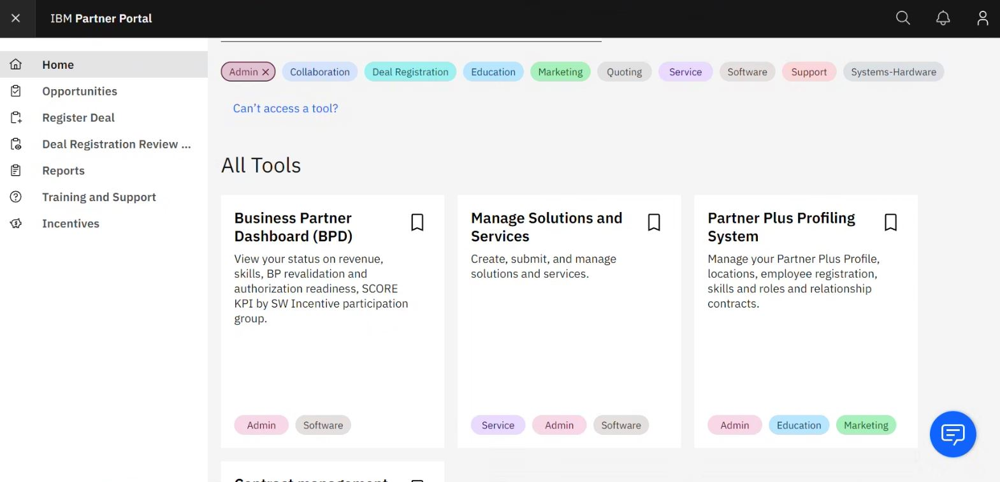 IBM Partner Portal
Home
Opportunities
Register Deal
Deal Registration Review ...
Reports
Training and Support
Incentives
Admin
Collaboration
Deal Registration
Education
Marketing
Quoting
Service
Software
Support
Systems-Hardware
Can't access a tool?
All Tools
Business Partner
Dashboard (BPD)
View your status on revenue,
skills, BP revalidation and
authorization readiness, SCORE
KPI by SW Incentive participation
group.
Admin
Software
Manage Solutions and
Services
Create, submit, and manage
solutions and services.
Service
Admin
Software
Partner Plus Profiling
System
Manage your Partner Plus Profile,
locations, employee registration,
skills and roles and relationship
contracts.
Admin
Education
Marketing
Contract management